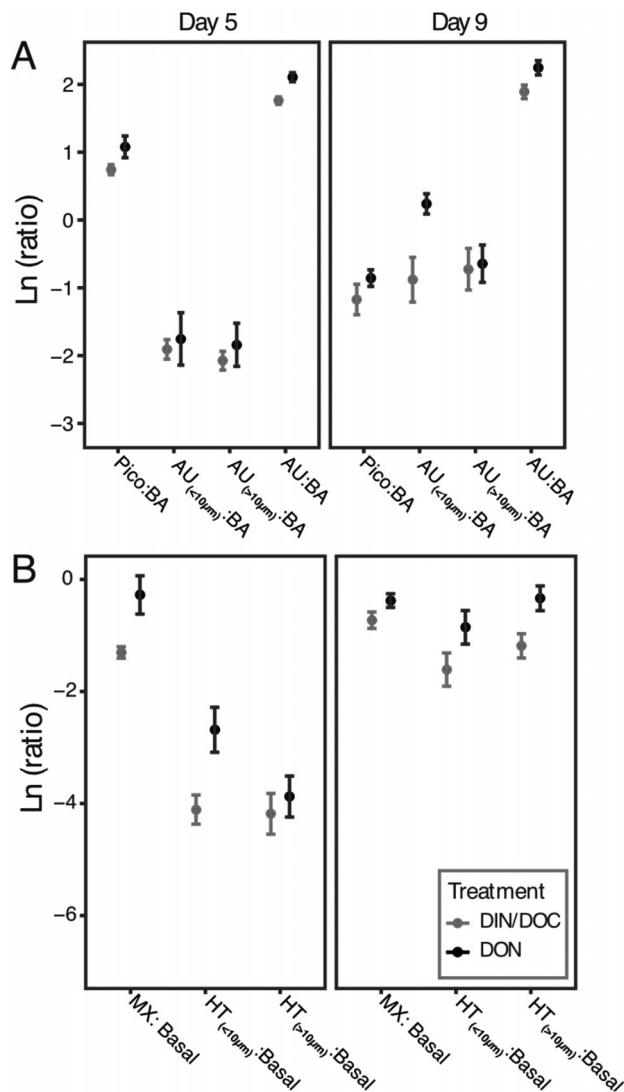 Day 5 Day 9
A
2
1
0
−1
−2
−3
Ln (ratio)
Pico:BA
AU (<10µm):BA
AU (>10µm):BA
AU:BA
Pico:BA
AU (<10µm):BA
AU (>10µm):BA
AU:BA
B
0
−2
−4
−6
Ln (ratio)
Treatment
DIN/DOC
DON
MX: Basal
HT (<10µm):Basal
HT (>10µm):Basal
MX: Basal
HT (<10µm):Basal
HT (>10µm):Basal